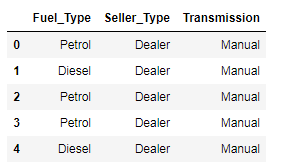 Fuel_Type Seller_Type Transmission
0 Petrol Dealer Manual
1 Diesel Dealer Manual
2 Petrol Dealer Manual
3 Petrol Dealer Manual
4 Diesel Dealer Manual